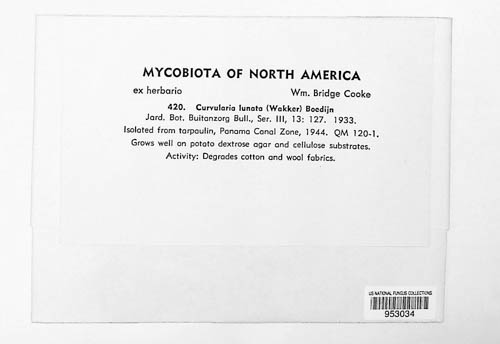 MYCOBIOTA OF NORTH AMERICA
ex herbario Wm. Bridge Cooke
420. Curvularia lunata (Wakker) Boedijn
Jard. Bot. Buitanzorg Bull., Ser. III, 13: 127. 1933.
Isolated from tarpaulin, Panama Canal Zone, 1944. QM 120-1.
Grows well on potato dextrose agar and cellulose substrates.
Activity: Degrades cotton and wool fabrics.
US NATIONAL FUNGUS COLLECTIONS
953034